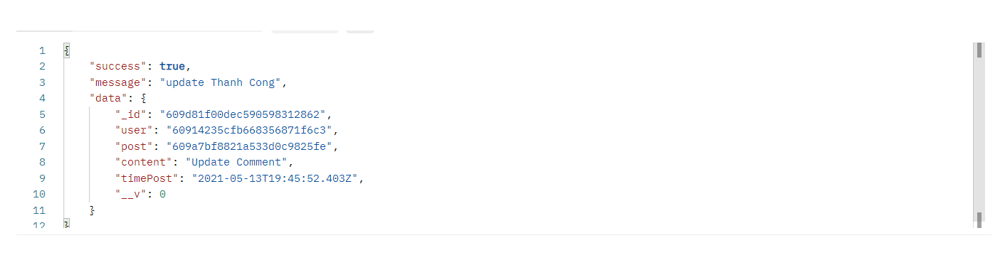 1 {
2 "success": true,
3 "message": "update Thanh Cong",
4 "data": {
5 "_id": "609d81f00dec590598312862",
6 "user": "60914235cfb668356871f6c3",
7 "post": "609a7bf8821a533d0c9825fe",
8 "content": "Update Comment",
9 "timePost": "2021-05-13T19:45:52.403Z",
10 "__v": 0
11 }
12 }